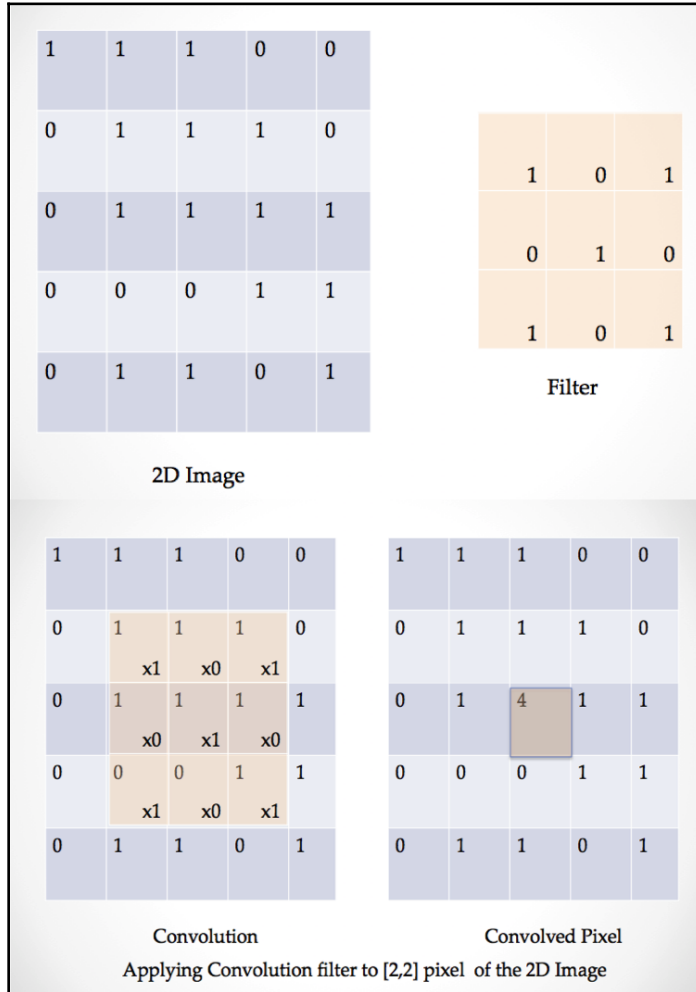 1 1 1 0 0
0 1 1 1 0
0 1 1 1 1
0 0 0 1 1
0 1 1 0 1
2D Image
1 0 1
0 1 0
1 0 1
Filter
1 1 1 0 0
0 1 1 1 0
x1 x0 x1
0 1 1 1 1
x0 x1 x0
0 0 0 1 1
x1 x0 x1
0 1 1 0 1
Convolution
1 1 1 0 0
0 1 1 1 0
0 1 4 1 1
0 0 0 1 1
0 1 1 0 1
Convolved Pixel
Applying Convolution filter to [2,2] pixel of the 2D Image